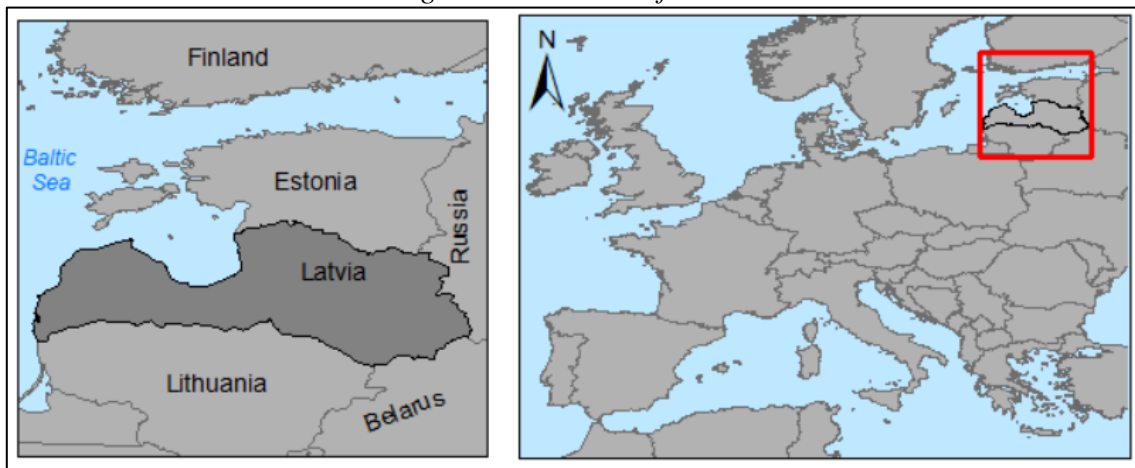 Finland
Baltic
Sea
Estonia
Russia
Latvia
Lithuania
Belarus
N